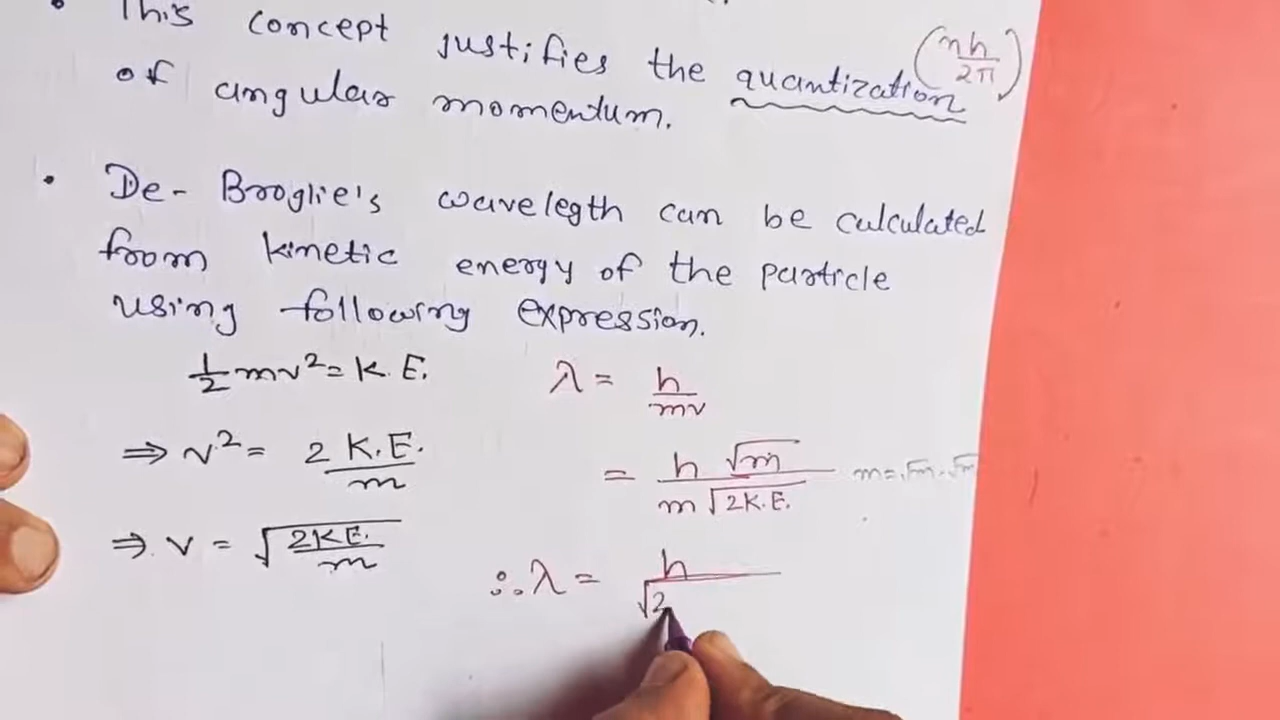 • This concept justifies the quantization (nh/2π)
of angular momentum.
• De-Broglie's wavelegth can be calculated
from kinetic energy of the particle
using following expression.
½mv² = K.E.
⇒ v² = 2 K.E./m
⇒ v = √(2KE./m)
λ = h/mv
= h √m / m √2K.E. m = √m · √m
∴ λ = h / √2